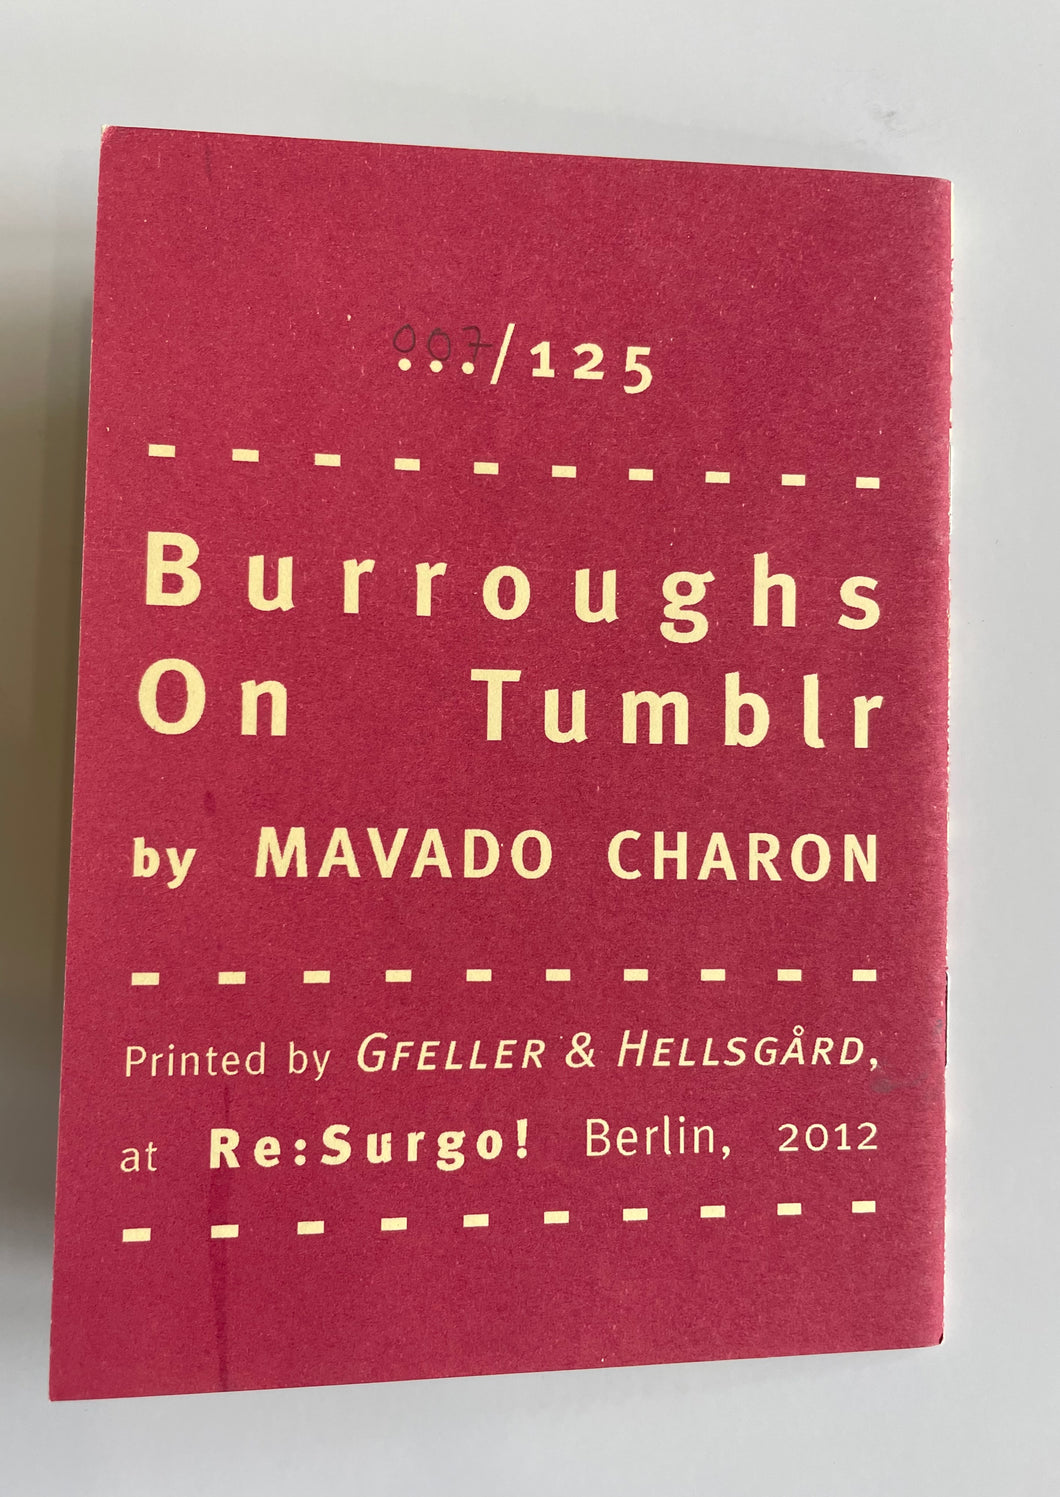 007/125
Burroughs
On Tumblr
by MAVADO CHARON
Printed by GFELLER & HELLSGÅRD,
at Re:Surgo! Berlin, 2012